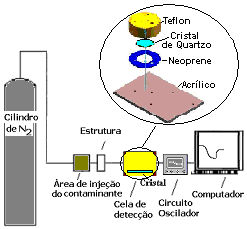 Teflon
Cristal
de Quartzo
Neoprene
Acrílico
Cilindro
de N2
Estrutura
Área de injeção
do contaminante
Cristal
Cela de
detecção
Circuito
Oscilador
Computador